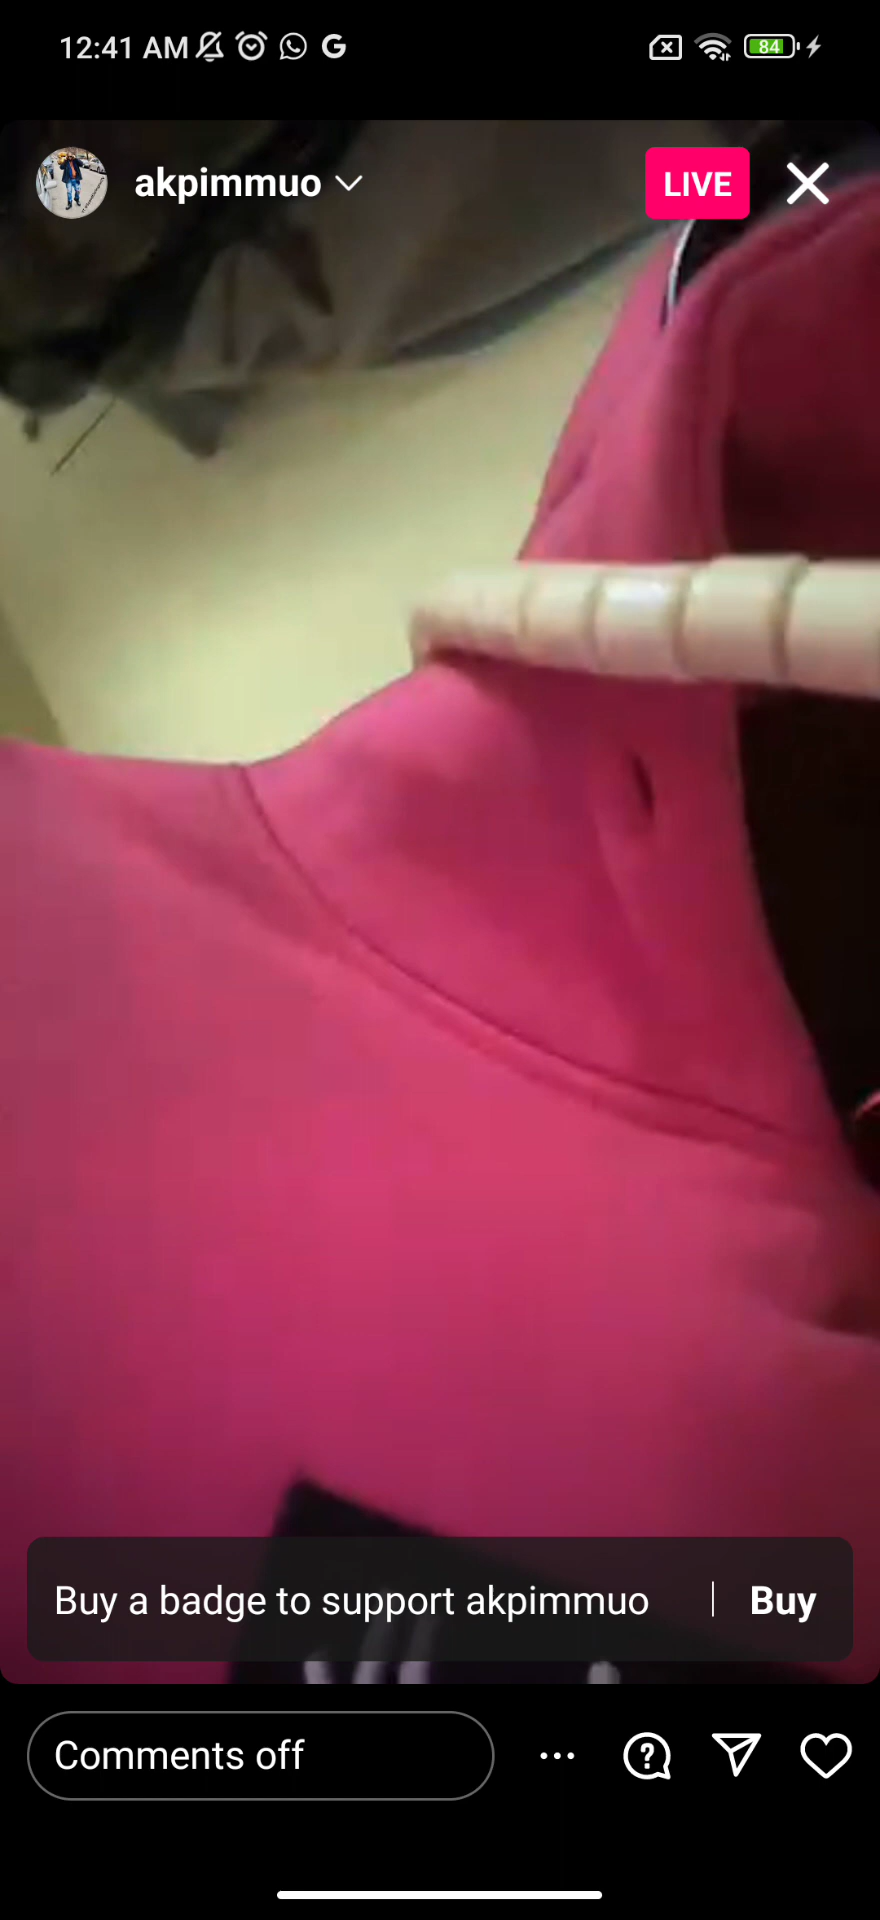 12:41 AM
84
akpimmuo
LIVE
Buy a badge to support akpimmuo
Buy
Comments off